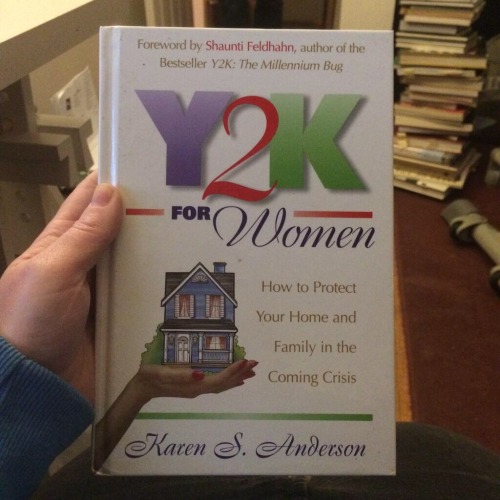 Foreword by Shaunti Feldhahn, author of the
Bestseller Y2K: The Millennium Bug
Y2K
FOR Women
How to Protect
Your Home and
Family in the
Coming Crisis
Karen S. Anderson